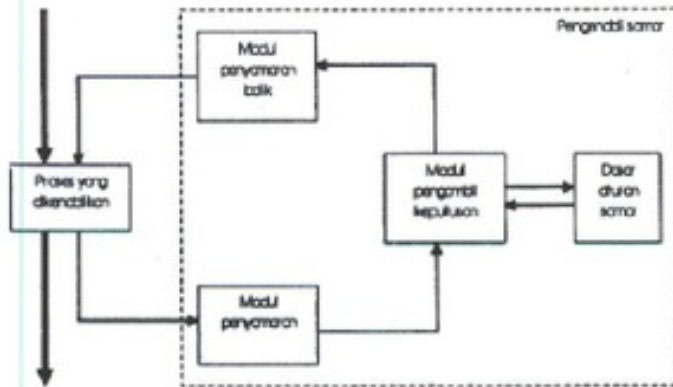 Pengendali samar
Modul
penyamaran
balik
Proses yang
dikendalikan
Modul
pengambil
keputusan
Dasar
aturan
samar
Modul
penyamaran